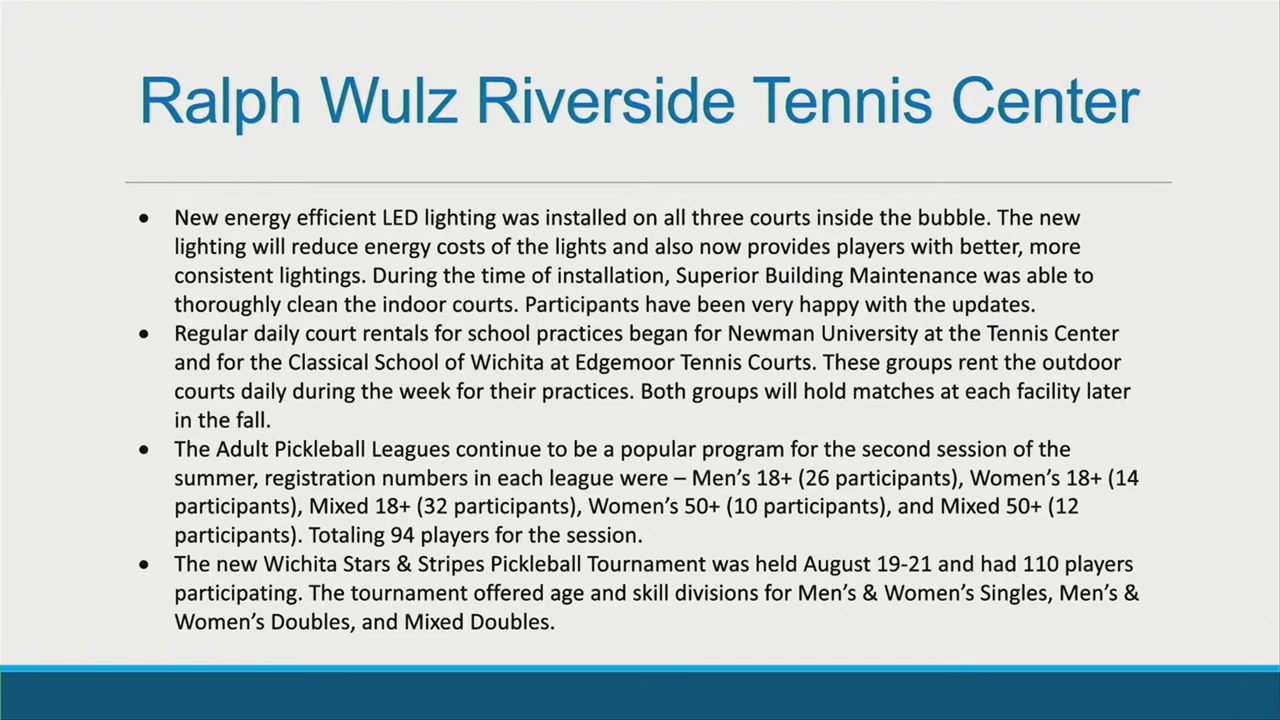 Ralph Wulz Riverside Tennis Center
• New energy efficient LED lighting was installed on all three courts inside the bubble. The new
lighting will reduce energy costs of the lights and also now provides players with better, more
consistent lightings. During the time of installation, Superior Building Maintenance was able to
thoroughly clean the indoor courts. Participants have been very happy with the updates.
• Regular daily court rentals for school practices began for Newman University at the Tennis Center
and for the Classical School of Wichita at Edgemoor Tennis Courts. These groups rent the outdoor
courts daily during the week for their practices. Both groups will hold matches at each facility later
in the fall.
• The Adult Pickleball Leagues continue to be a popular program for the second session of the
summer, registration numbers in each league were – Men’s 18+ (26 participants), Women’s 18+ (14
participants), Mixed 18+ (32 participants), Women’s 50+ (10 participants), and Mixed 50+ (12
participants). Totaling 94 players for the session.
• The new Wichita Stars & Stripes Pickleball Tournament was held August 19-21 and had 110 players
participating. The tournament offered age and skill divisions for Men’s & Women’s Singles, Men’s &
Women’s Doubles, and Mixed Doubles.